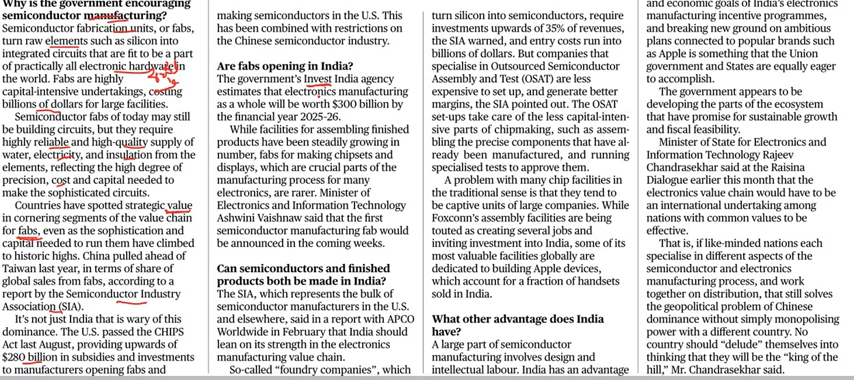 Why is the government encouraging
semiconductor manufacturing?
Semiconductor fabrication units, or fabs,
turn raw elements such as silicon into
integrated circuits that are fit to be a part
of practically all electronic hardware in
the world. Fabs are highly
capital-intensive undertakings, costing
billions of dollars for large facilities.
Semiconductor fabs of today may still
be building circuits, but they require
highly reliable and high-quality supply of
water, electricity, and insulation from the
elements, reflecting the high degree of
precision, cost and capital needed to
make the sophisticated circuits.
Countries have spotted strategic value
in cornering segments of the value chain
for fabs, even as the sophistication and
capital needed to run them have climbed
to historic highs. China pulled ahead of
Taiwan last year, in terms of share of
global sales from fabs, according to a
report by the Semiconductor Industry
Association (SIA).
It's not just India that is wary of this
dominance. The U.S. passed the CHIPS
Act last August, providing upwards of
$280 billion in subsidies and investments
to manufacturers opening fabs and
making semiconductors in the U.S. This
has been combined with restrictions on
the Chinese semiconductor industry.
Are fabs opening in India?
The government's Invest India agency
estimates that electronics manufacturing
as a whole will be worth $300 billion by
the financial year 2025-26.
While facilities for assembling finished
products have been steadily growing in
number, fabs for making chipsets and
displays, which are crucial parts of the
manufacturing process for many
electronics, are rarer. Minister of
Electronics and Information Technology
Ashwini Vaishnaw said that the first
semiconductor manufacturing fab would
be announced in the coming weeks.
Can semiconductors and finished
products both be made in India?
The SIA, which represents the bulk of
semiconductor manufacturers in the U.S.
and elsewhere, said in a report with APCO
Worldwide in February that India should
lean on its strength in the electronics
manufacturing value chain.
So-called "foundry companies", which
turn silicon into semiconductors, require
investments upwards of 35% of revenues,
the SIA warned, and entry costs run into
billions of dollars. But companies that
specialise in Outsourced Semiconductor
Assembly and Test (OSAT) are less
expensive to set up, and generate better
margins, the SIA pointed out. The OSAT
set-ups take care of the less capital-inten-
sive parts of chipmaking, such as assem-
bling the precise components that have al-
ready been manufactured, and running
specialised tests to approve them.
A problem with many chip facilities in
the traditional sense is that they tend to
be captive units of large companies. While
Foxconn's assembly facilities are being
touted as creating several jobs and
inviting investment into India, some of its
most valuable facilities globally are
dedicated to building Apple devices,
which account for a fraction of handsets
sold in India.
What other advantage does India
have?
A large part of semiconductor
manufacturing involves design and
intellectual labour. India has an advantage
and economic goals of India's electronics
manufacturing incentive programmes,
and breaking new ground on ambitious
plans connected to popular brands such
as Apple is something that the Union
government and States are equally eager
to accomplish.
The government appears to be
developing the parts of the ecosystem
that have promise for sustainable growth
and fiscal feasibility.
Minister of State for Electronics and
Information Technology Rajeev
Chandrasekhar said at the Raisina
Dialogue earlier this month that the
electronics value chain would have to be
an international undertaking among
nations with common values to be
effective.
That is, if like-minded nations each
specialise in different aspects of the
semiconductor and electronics
manufacturing process, and work
together on distribution, that still solves
the geopolitical problem of Chinese
dominance without simply monopolising
power with a different country. No
country should "delude" themselves into
thinking that they will be the "king of the
hill," Mr. Chandrasekhar said.